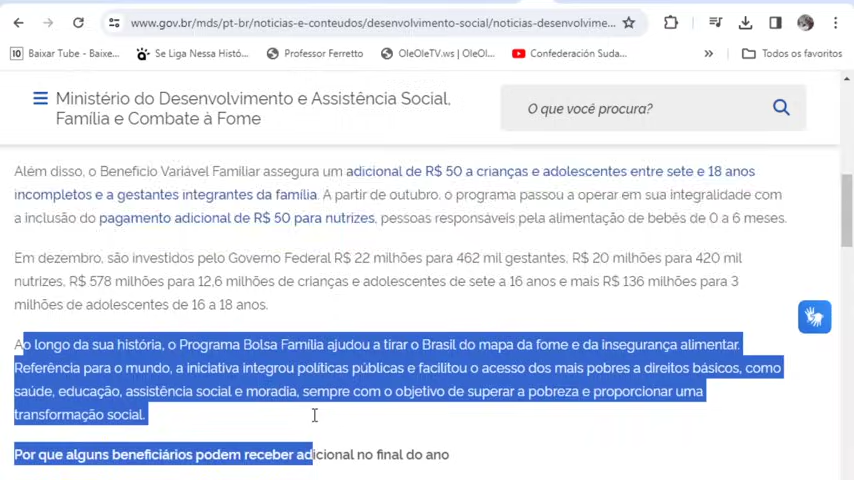 www.gov.br/mds/pt-br/noticias-e-conteudos/desenvolvimento-social/noticias-desenvolvime...
Baixar Tube - Baixe...
Se Liga Nessa Histó...
Professor Ferretto
OleOleTV.ws | OleOl...
Confederación Suda...
»
Todos os favoritos
Ministério do Desenvolvimento e Assistência Social,
Família e Combate à Fome
O que você procura?
Além disso, o Benefício Variável Familiar assegura um adicional de R$ 50 a crianças e adolescentes entre sete e 18 anos
incompletos e a gestantes integrantes da família. A partir de outubro, o programa passou a operar em sua integralidade com
a inclusão do pagamento adicional de R$ 50 para nutrizes, pessoas responsáveis pela alimentação de bebês de 0 a 6 meses.
Em dezembro, são investidos pelo Governo Federal R$ 22 milhões para 462 mil gestantes, R$ 20 milhões para 420 mil
nutrizes, R$ 578 milhões para 12,6 milhões de crianças e adolescentes de sete a 16 anos e mais R$ 136 milhões para 3
milhões de adolescentes de 16 a 18 anos.
Ao longo da sua história, o Programa Bolsa Família ajudou a tirar o Brasil do mapa da fome e da insegurança alimentar.
Referência para o mundo, a iniciativa integrou políticas públicas e facilitou o acesso dos mais pobres a direitos básicos, como
saúde, educação, assistência social e moradia, sempre com o objetivo de superar a pobreza e proporcionar uma
transformação social.
Por que alguns beneficiários podem receber adicional no final do ano